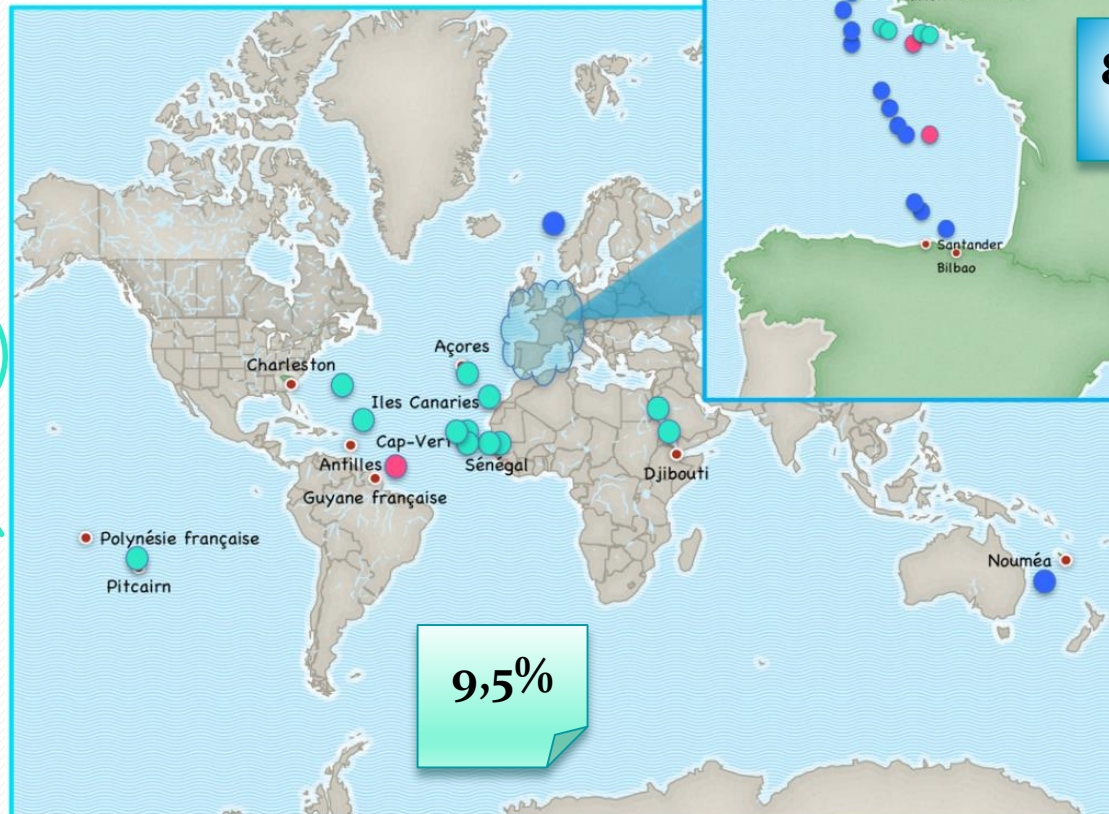 8
Santander
Bilbao
Açores
Charleston
Iles Canaries
Cap-Vert
Antilles
Sénégal
Djibouti
Guyane française
Polynésie française
Nouméa
Pitcairn
9,5%